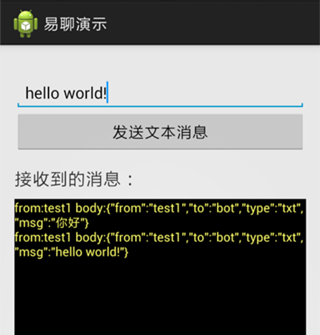 易聊演示
hello world!
发送文本消息
接收到的消息：
from:test1 body:{"from":"test1","to":"bot","type":"txt",
"msg":"你好"}
from:test1 body:{"from":"test1","to":"bot","type":"txt",
"msg":"hello world!"}